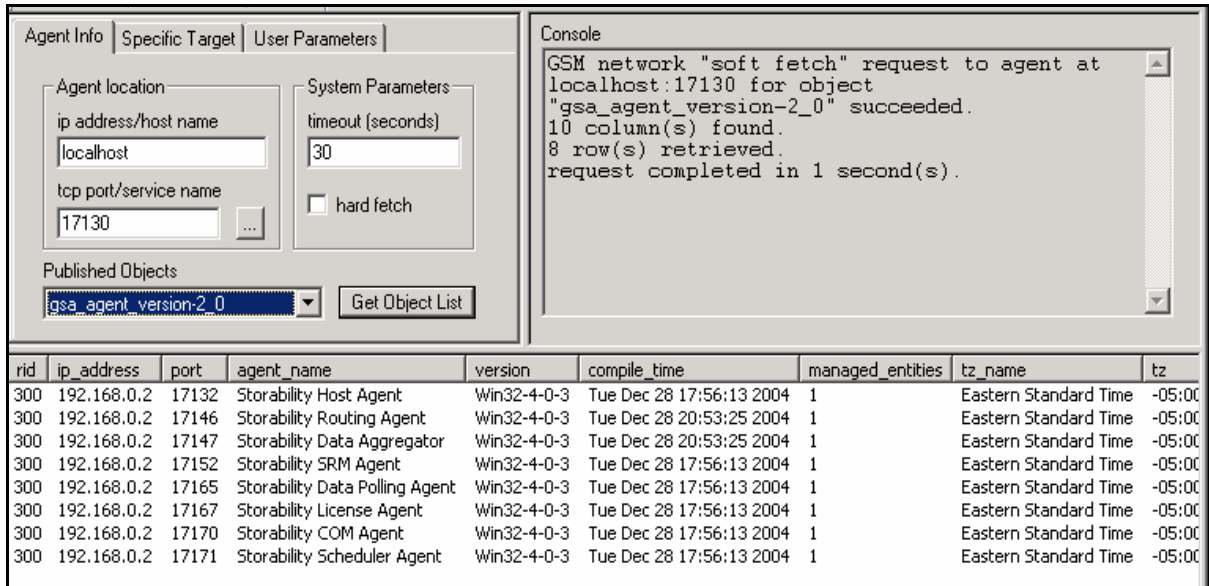 Agent Info Specific Target User Parameters
Agent location
ip address/host name
localhost
tcp port/service name
17130
...
System Parameters
timeout (seconds)
30
hard fetch
Published Objects
gsa_agent_version-2_0
Get Object List
Console
GSM network "soft fetch" request to agent at
localhost:17130 for object
"gsa_agent_version-2_0" succeeded.
10 column(s) found.
8 row(s) retrieved.
request completed in 1 second(s).
rid ip_address port agent_name version compile_time managed_entities tz_name tz
300 192.168.0.2 17132 Storability Host Agent Win32-4-0-3 Tue Dec 28 17:56:13 2004 1 Eastern Standard Time -05:00
300 192.168.0.2 17146 Storability Routing Agent Win32-4-0-3 Tue Dec 28 20:53:25 2004 1 Eastern Standard Time -05:00
300 192.168.0.2 17147 Storability Data Aggregator Win32-4-0-3 Tue Dec 28 20:53:25 2004 1 Eastern Standard Time -05:00
300 192.168.0.2 17152 Storability SRM Agent Win32-4-0-3 Tue Dec 28 17:56:13 2004 1 Eastern Standard Time -05:00
300 192.168.0.2 17165 Storability Data Polling Agent Win32-4-0-3 Tue Dec 28 17:56:13 2004 1 Eastern Standard Time -05:00
300 192.168.0.2 17167 Storability License Agent Win32-4-0-3 Tue Dec 28 17:56:13 2004 1 Eastern Standard Time -05:00
300 192.168.0.2 17170 Storability COM Agent Win32-4-0-3 Tue Dec 28 17:56:13 2004 1 Eastern Standard Time -05:00
300 192.168.0.2 17171 Storability Scheduler Agent Win32-4-0-3 Tue Dec 28 17:56:13 2004 1 Eastern Standard Time -05:00